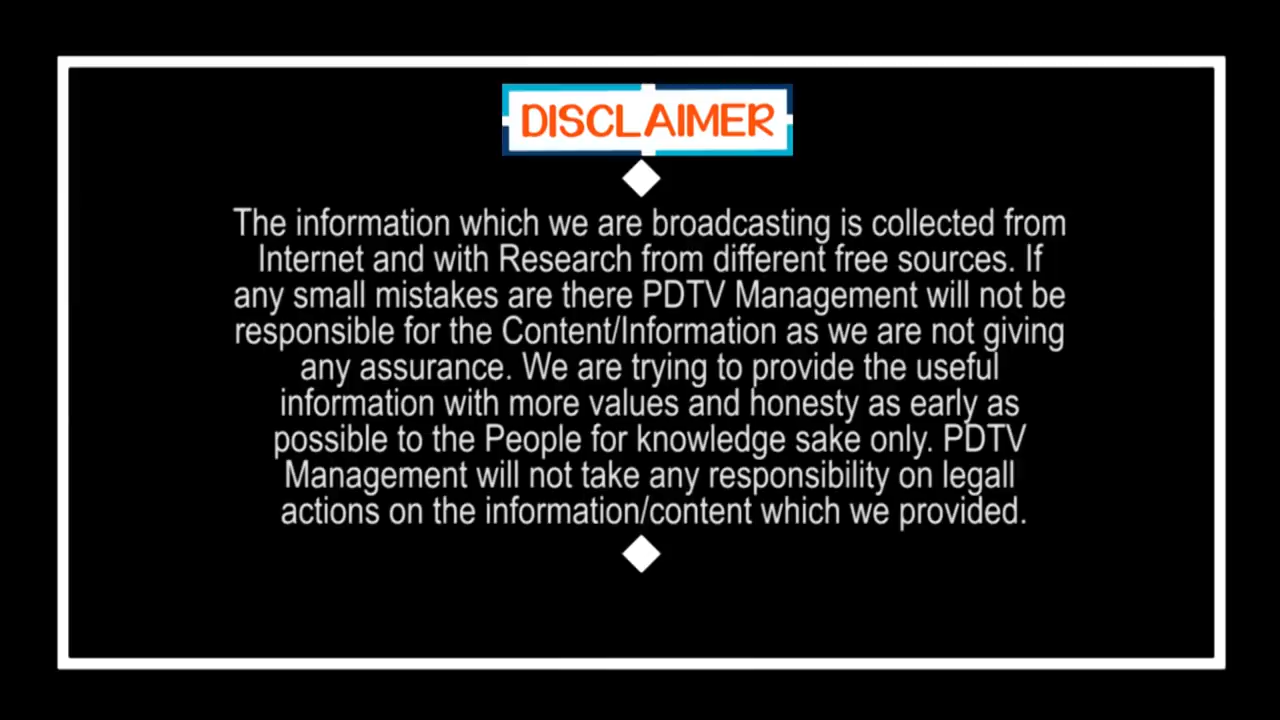 DISCLAIMER
The information which we are broadcasting is collected from
Internet and with Research from different free sources. If
any small mistakes are there PDTV Management will not be
responsible for the Content/Information as we are not giving
any assurance. We are trying to provide the useful
information with more values and honesty as early as
possible to the People for knowledge sake only. PDTV
Management will not take any responsibility on legall
actions on the information/content which we provided.